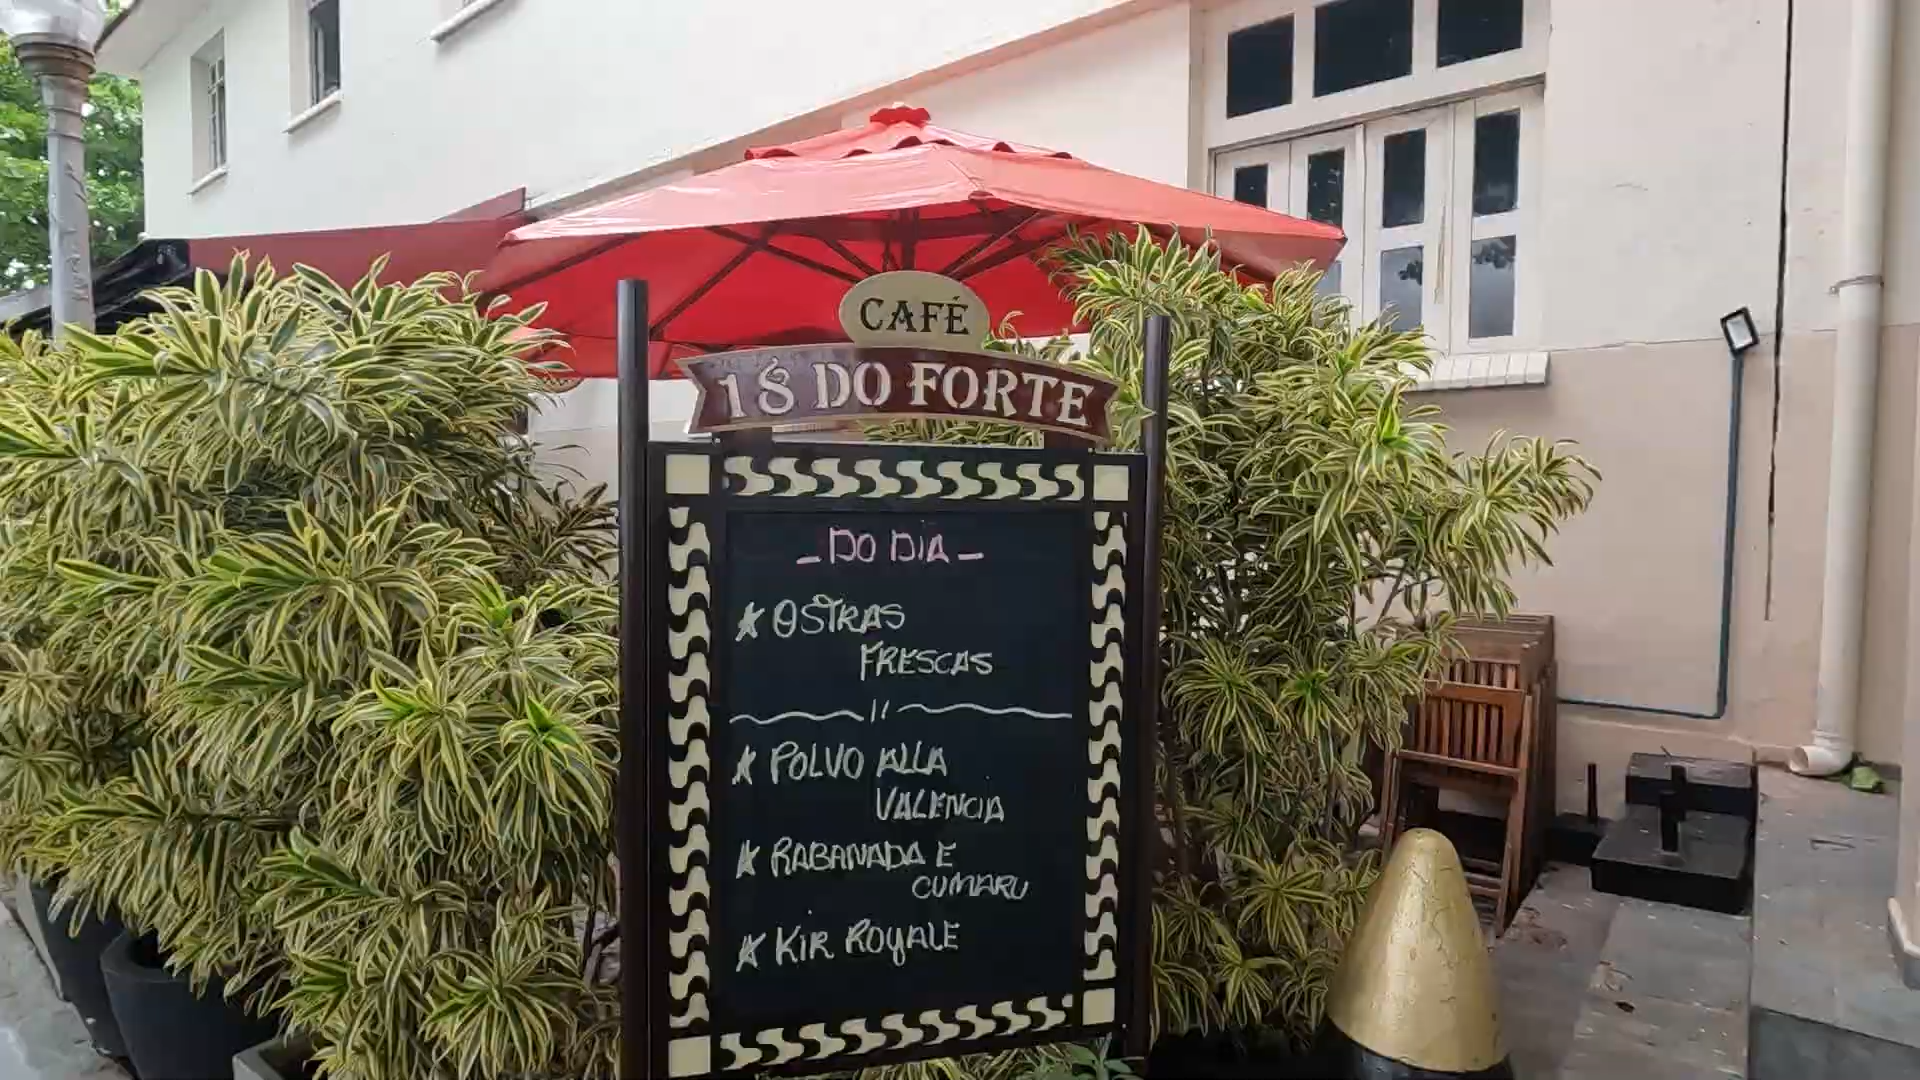 CAFÉ
18 DO FORTE
- DO DIA -
★ OSTRAS
FRESCAS
★ POLVO ALLA
VALENCIA
★ RABANADA E
CUMARU
★ KIR ROYALE